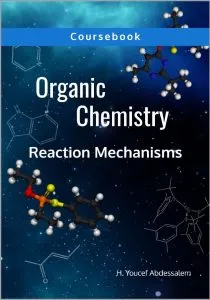 Coursebook
Organic
Chemistry
Reaction Mechanisms
H. Youcef Abdessalem